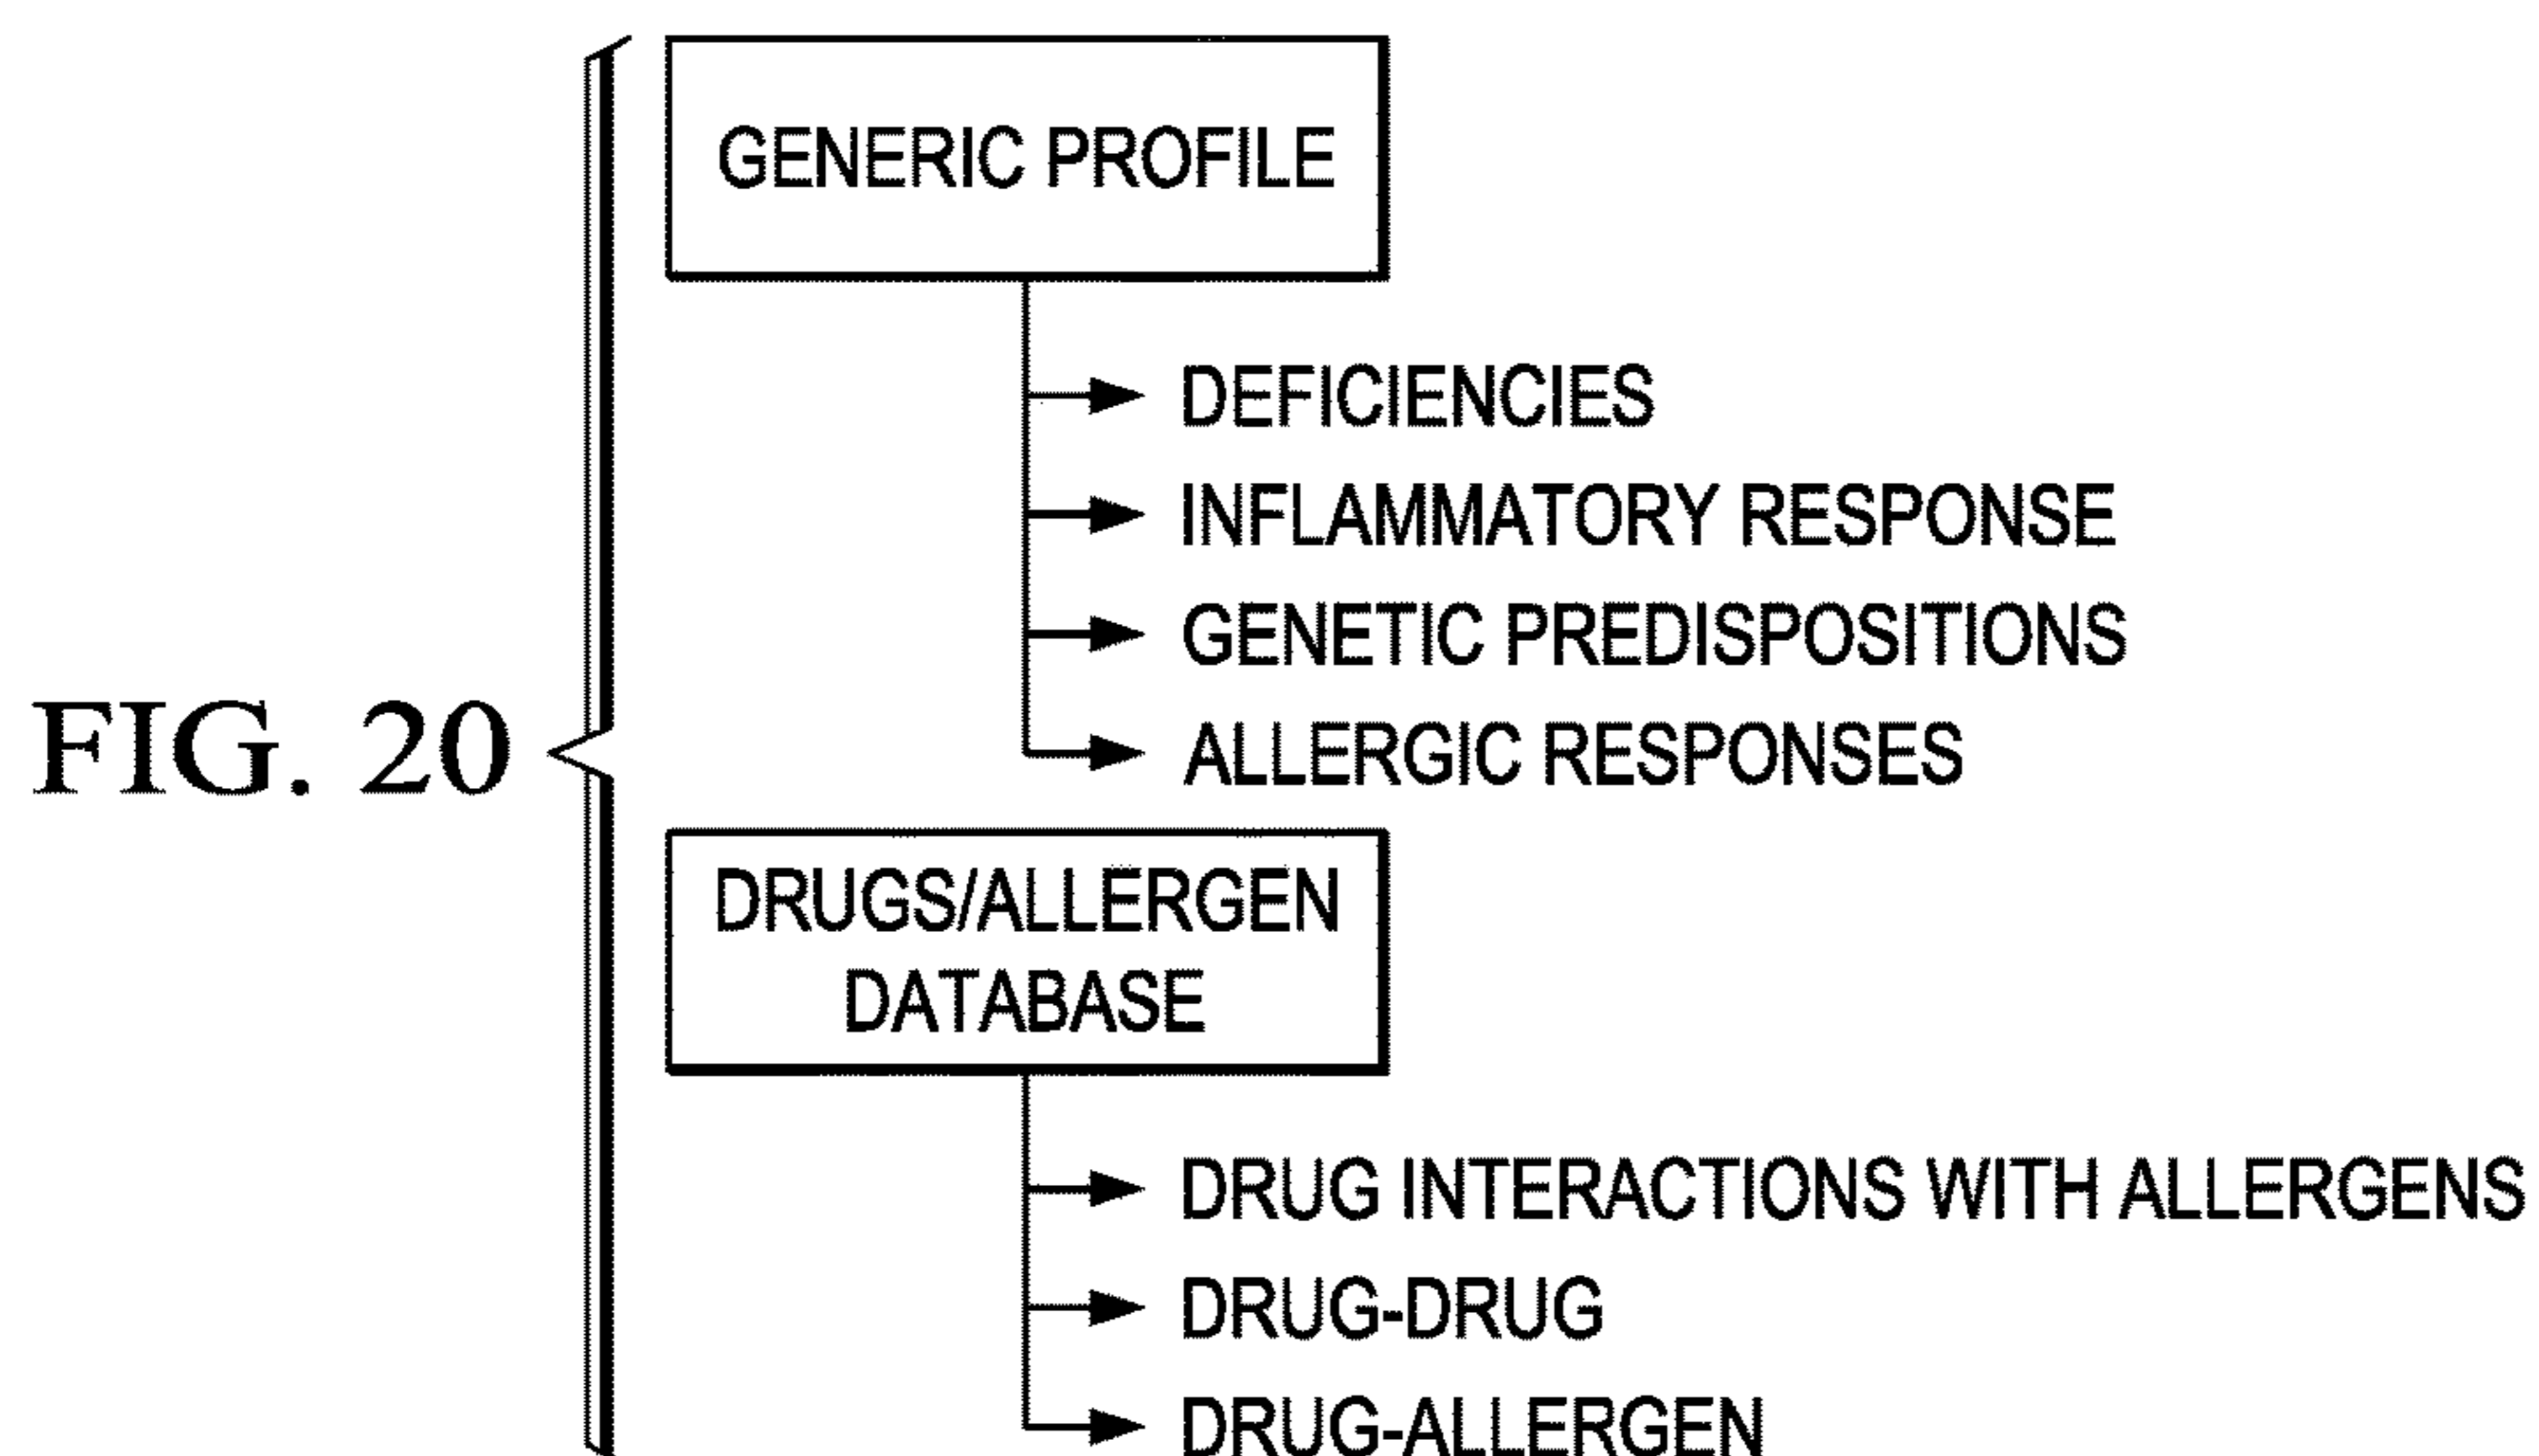 GENERIC PROFILE
DEFICIENCIES
INFLAMMATORY RESPONSE
GENETIC PREDISPOSITIONS
ALLERGIC RESPONSES
FIG. 20
DRUGS/ALLERGEN
DATABASE
DRUG INTERACTIONS WITH ALLERGENS
DRUG-DRUG
DRUG-ALLERGEN